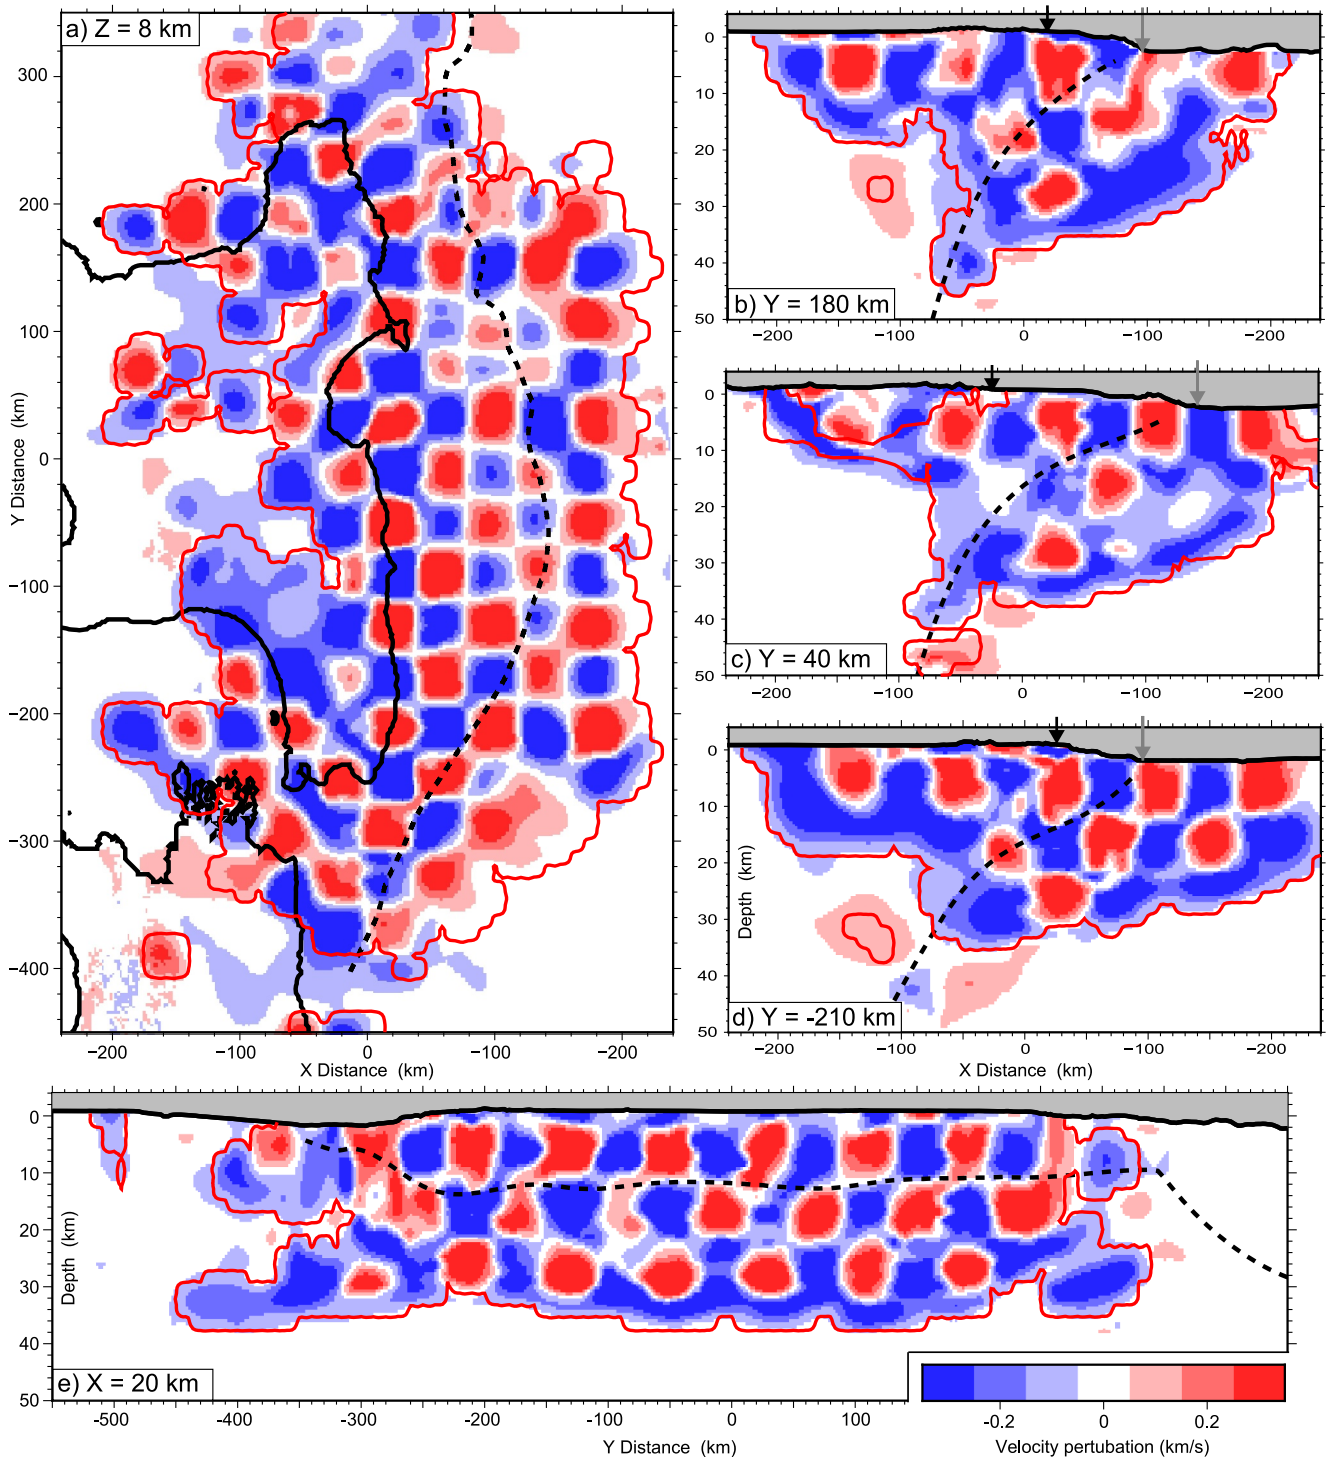 a) Z = 8 km
300
200
100
0
−100
−200
−300
−400
Y Distance (km)
−200 −100 0 −100 −200
X Distance (km)
0
10
20
30
40
50
b) Y = 180 km
−200 −100 0 −100 −200
0
10
20
30
40
50
c) Y = 40 km
−200 −100 0 −100 −200
0
10
20
30
40
50
Depth (km)
d) Y = -210 km
−200 −100 0 −100 −200
X Distance (km)
0
10
20
30
40
50
Depth (km)
e) X = 20 km
-500 -400 -300 -200 -100 0 100
Y Distance (km)
-0.2 0 0.2
Velocity pertubation (km/s)